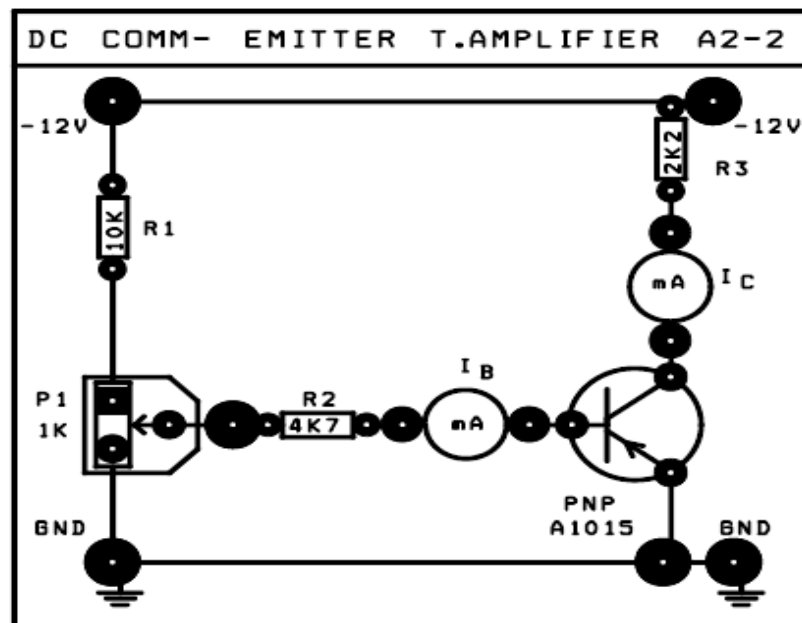 DC COMM- EMITTER T.AMPLIFIER A2-2
-12V
-12V
2K2
R3
10K
R1
mA
I C
P1
1K
R2
4K7
I B
mA
PNP
A1015
GND
GND